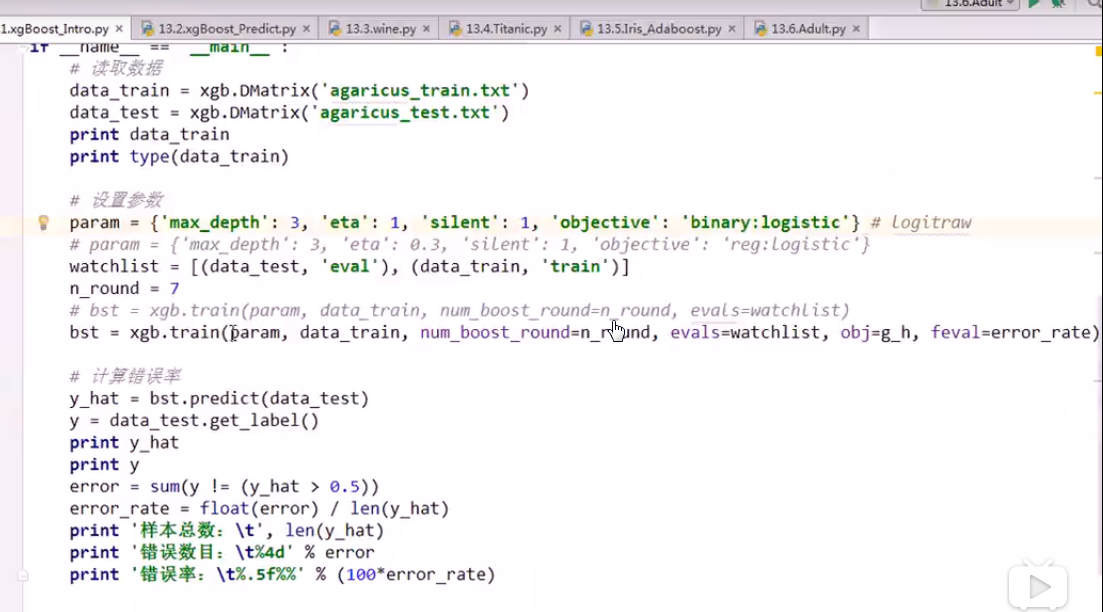 13.6.Adult
1.xgBoost_Intro.py × 13.2.xgBoost_Predict.py × 13.3.wine.py × 13.4.Titanic.py × 13.5.Iris_Adaboost.py × 13.6.Adult.py ×
if __name__ == "__main__":
# 读取数据
data_train = xgb.DMatrix('agaricus_train.txt')
data_test = xgb.DMatrix('agaricus_test.txt')
print data_train
print type(data_train)
# 设置参数
param = {'max_depth': 3, 'eta': 1, 'silent': 1, 'objective': 'binary:logistic'} # logitraw
# param = {'max_depth': 3, 'eta': 0.3, 'silent': 1, 'objective': 'reg:logistic'}
watchlist = [(data_test, 'eval'), (data_train, 'train')]
n_round = 7
# bst = xgb.train(param, data_train, num_boost_round=n_round, evals=watchlist)
bst = xgb.train(param, data_train, num_boost_round=n_round, evals=watchlist, obj=g_h, feval=error_rate)
# 计算错误率
y_hat = bst.predict(data_test)
y = data_test.get_label()
print y_hat
print y
error = sum(y != (y_hat > 0.5))
error_rate = float(error) / len(y_hat)
print '样本总数：\t', len(y_hat)
print '错误数目：\t%4d' % error
print '错误率：\t%.5f%%' % (100*error_rate)